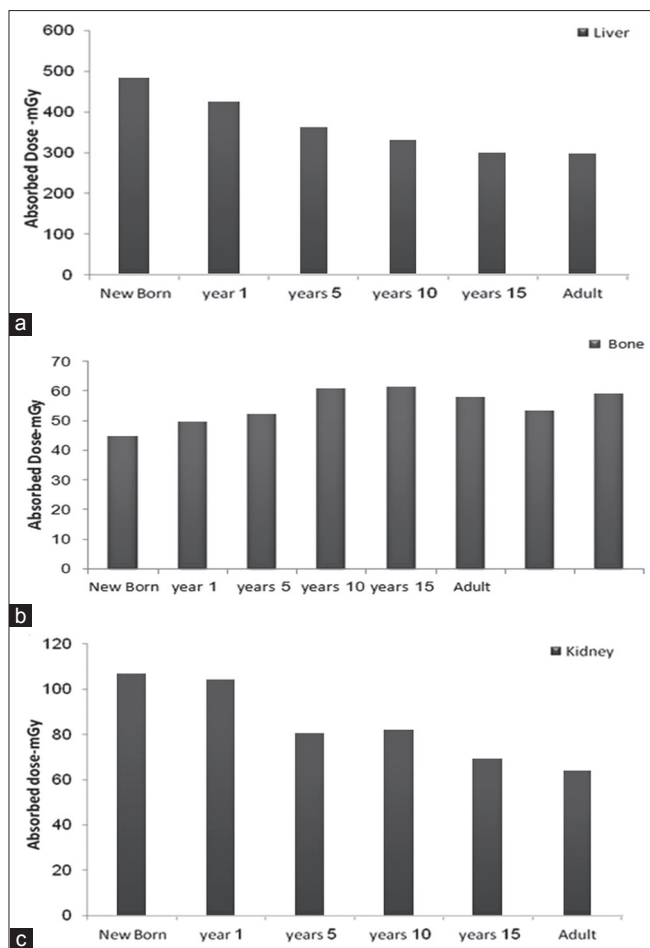 Liver
Absorbed Dose -mGy
600
500
400
300
200
100
0
New Born year 1 years 5 years 10 years 15 Adult
a
Bone
Absorbed Dose-mGy
70
60
50
40
30
20
10
0
New Born year 1 years 5 years 10 years 15 Adult
b
Kidney
Absorbed dose-mGy
120
100
80
60
40
20
0
New Born year 1 years 5 years 10 years 15 Adult
c